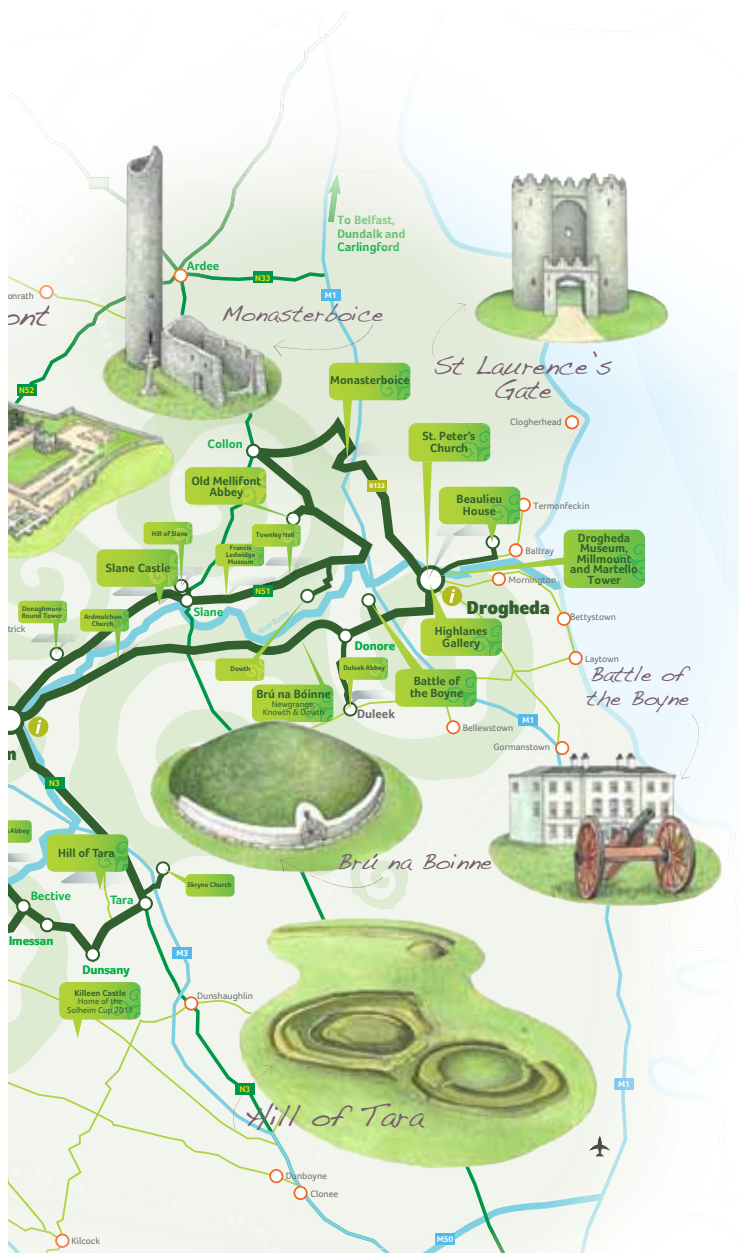 To Belfast,
Dundalk and
Carlingford
Ardee
N33
M1
onrath
ont
Monasterboice
St Laurence's
Gate
N52
Monasterboice
Clogherhead
Collon
St. Peter's
Church
Old Mellifont
Abbey
R132
Beaulieu
House
Termonfeckin
Hill of Slane
Townley Hall
Francis
Ledwidge
Museum
Baltray
Drogheda
Museum,
Millmount
and Martello
Tower
Slane Castle
Mornington
N51
i
Drogheda
Donaghmore
Round Tower
Slane
Ardmulchan
Church
River Boyne
Bettystown
trick
Highlanes
Gallery
Donore
Laytown
Dowth
Duleek Abbey
Battle of
the Boyne
Battle of
the Boyne
Brú na Bóinne
Newgrange,
Knowth & Dowth
Duleek
M1
i
Bellewstown
Gormanstown
n
N3
Abbey
Hill of Tara
Brú na Boinne
Skryne Church
Bective
Tara
lmessan
M3
Dunsany
Killeen Castle
Home of the
Solheim Cup 2011
Dunshaughlin
M1
N3
Hill of Tara
Dunboyne
Clonee
Kilcock
M50